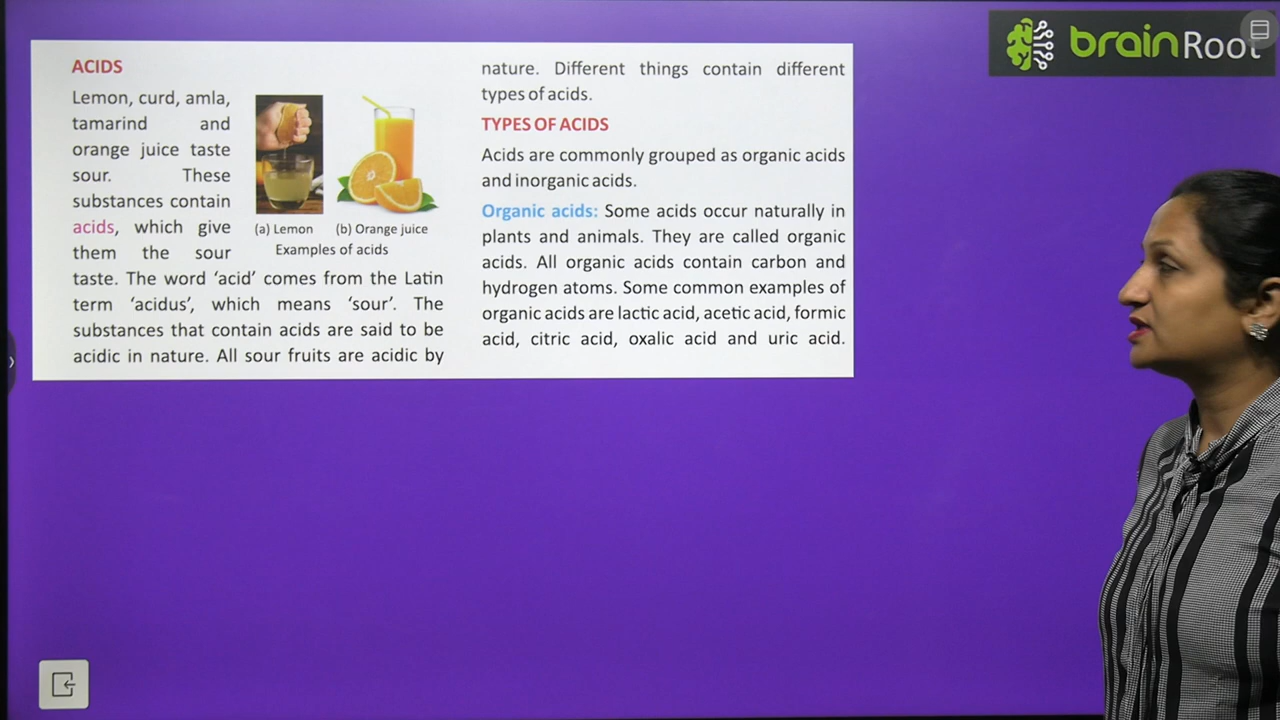 ACIDS
Lemon, curd, amla,
tamarind and
orange juice taste
sour. These
substances contain
acids, which give
them the sour
(a) Lemon (b) Orange juice
Examples of acids
taste. The word ‘acid’ comes from the Latin
term ‘acidus’, which means ‘sour’. The
substances that contain acids are said to be
acidic in nature. All sour fruits are acidic by
nature. Different things contain different
types of acids.
TYPES OF ACIDS
Acids are commonly grouped as organic acids
and inorganic acids.
Organic acids: Some acids occur naturally in
plants and animals. They are called organic
acids. All organic acids contain carbon and
hydrogen atoms. Some common examples of
organic acids are lactic acid, acetic acid, formic
acid, citric acid, oxalic acid and uric acid.
brainRoot